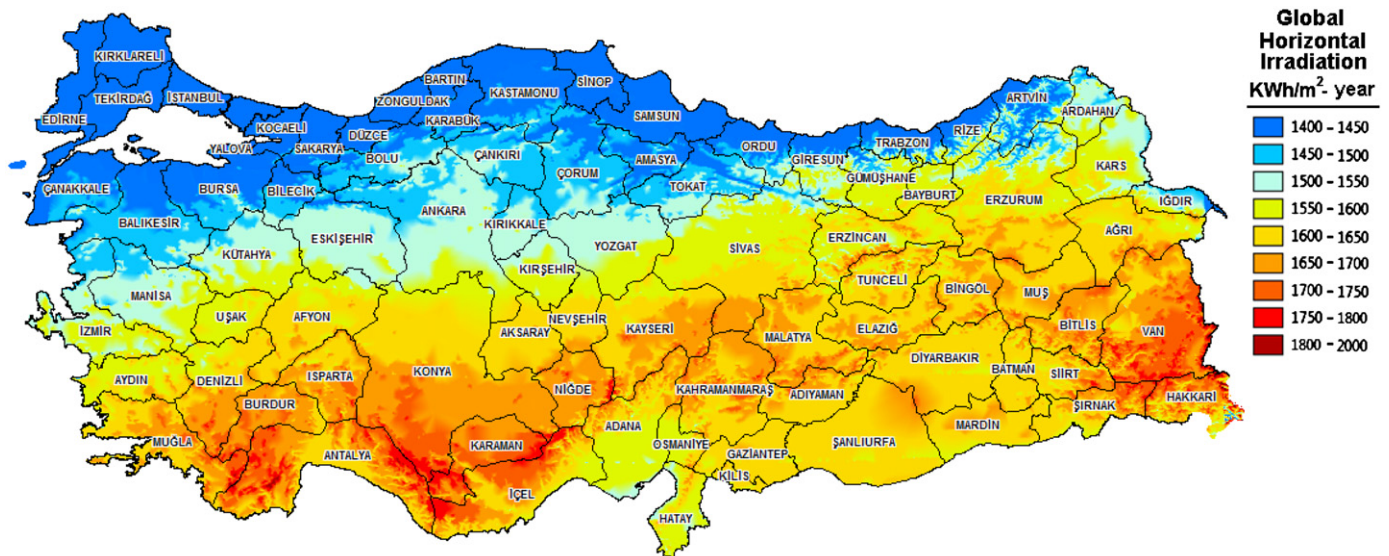 Global
Horizontal
Irradiation
KWh/m²- year
1400 - 1450
1450 - 1500
1500 - 1550
1550 - 1600
1600 - 1650
1650 - 1700
1700 - 1750
1750 - 1800
1800 - 2000
KIRKLARELİ
TEKİRDAĞ
İSTANBUL
EDİRNE
KOCAELİ
YALOVA
SAKARYA
DÜZCE
ZONGULDAK
BARTIN
KARABÜK
KASTAMONU
SİNOP
SAMSUN
BOLU
ÇANKIRI
ÇORUM
AMASYA
ORDU
GİRESUN
TRABZON
RİZE
ARTVİN
ARDAHAN
ÇANAKKALE
BURSA
BİLECİK
TOKAT
GÜMÜŞHANE
BAYBURT
ERZURUM
KARS
IĞDIR
BALIKESİR
KÜTAHYA
ESKİŞEHİR
ANKARA
KIRIKKALE
YOZGAT
SİVAS
ERZİNCAN
AĞRI
MANİSA
UŞAK
AFYON
KIRŞEHİR
NEVŞEHİR
KAYSERİ
TUNCELİ
BİNGÖL
MUŞ
İZMİR
AKSARAY
MALATYA
ELAZIĞ
BİTLİS
VAN
AYDIN
DENİZLİ
ISPARTA
KONYA
NİĞDE
KAHRAMANMARAŞ
ADIYAMAN
DİYARBAKIR
BATMAN
SİİRT
ŞIRNAK
HAKKARİ
BURDUR
MUĞLA
ANTALYA
KARAMAN
ADANA
OSMANİYE
GAZİANTEP
ŞANLIURFA
MARDİN
KİLİS
İÇEL
HATAY